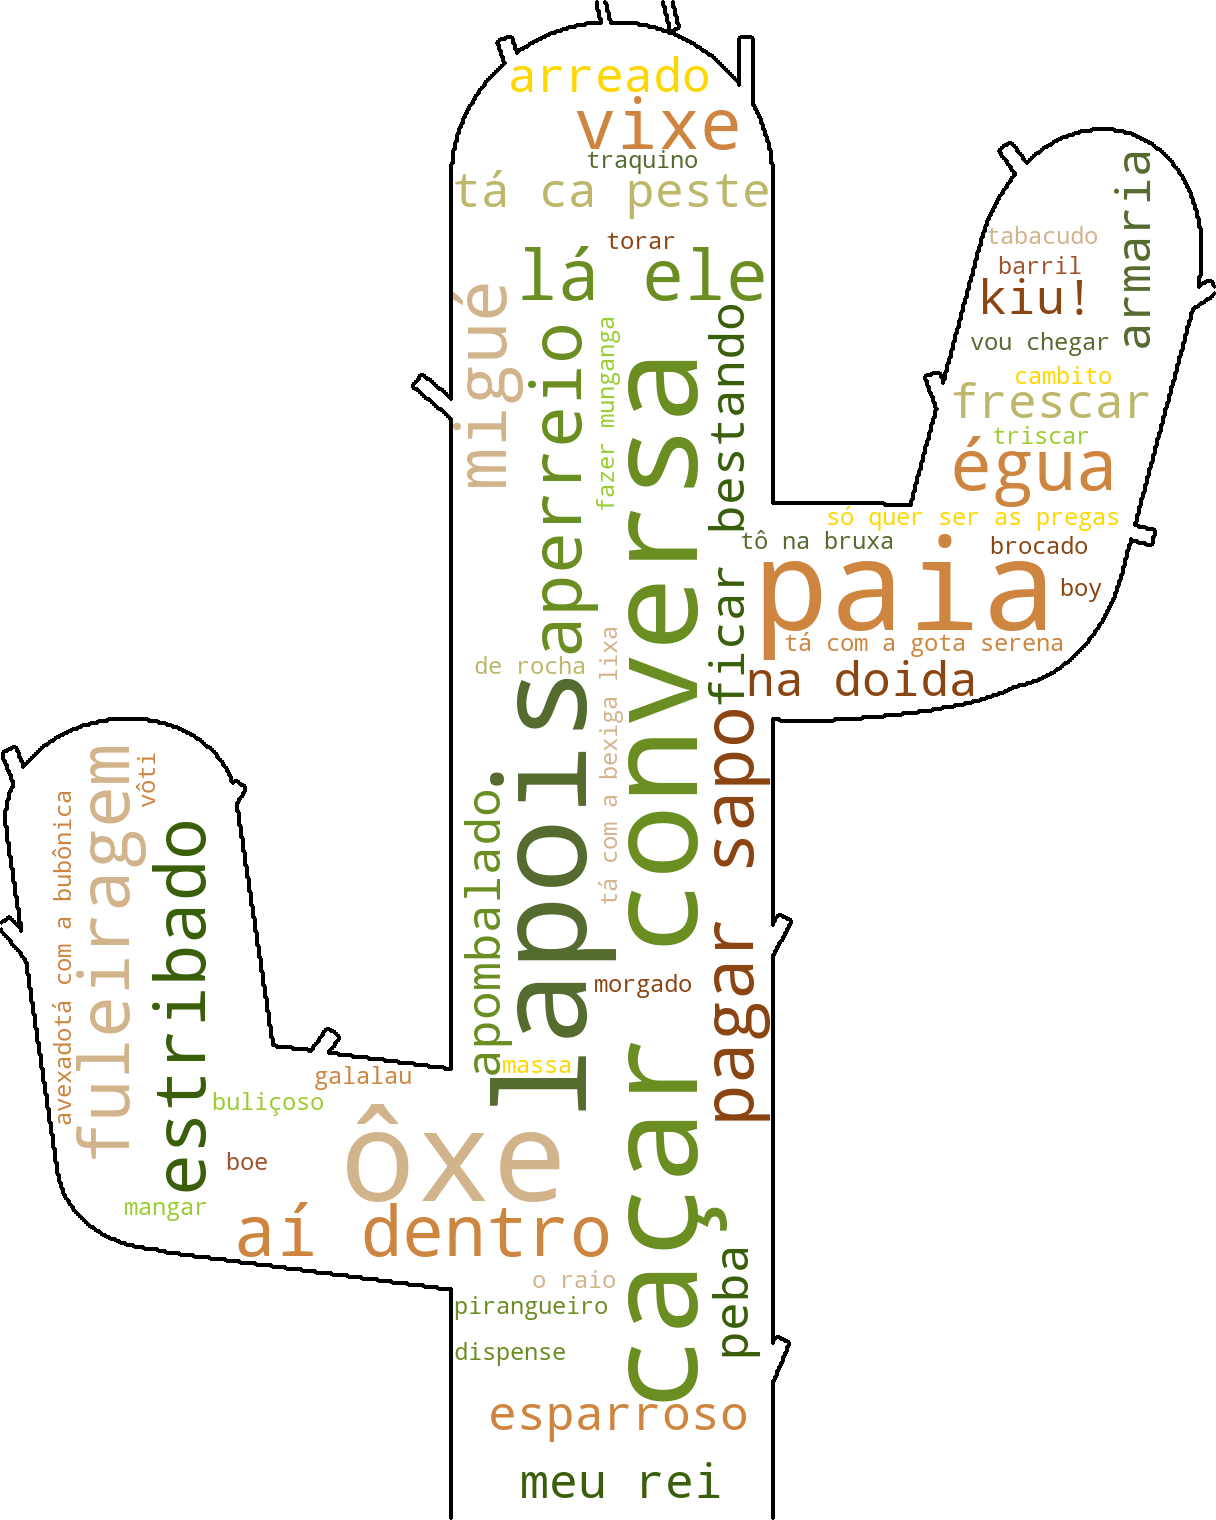 arreado
vixe
traquino
tá ca peste
torar
lá ele
migué
aperreio
fazer munganga
caçar conversa
ficar bestando
armaria
tabacudo
barril
kiu!
vou chegar
cambito
frescar
triscar
égua
só quer ser as pregas
tô na bruxa
brocado
paia
boy
tá com a gota serena
na doida
de rocha
lapois.
tá com a bexiga lixa
pagar sapo
apombalado
morgado
massa
vôti
fuleiragem
tá com a bubônica
avexado
estribado
galalau
buliçoso
ôxe
boe
mangar
aí dentro
o raio
pirangueiro
peba
dispense
esparroso
meu rei